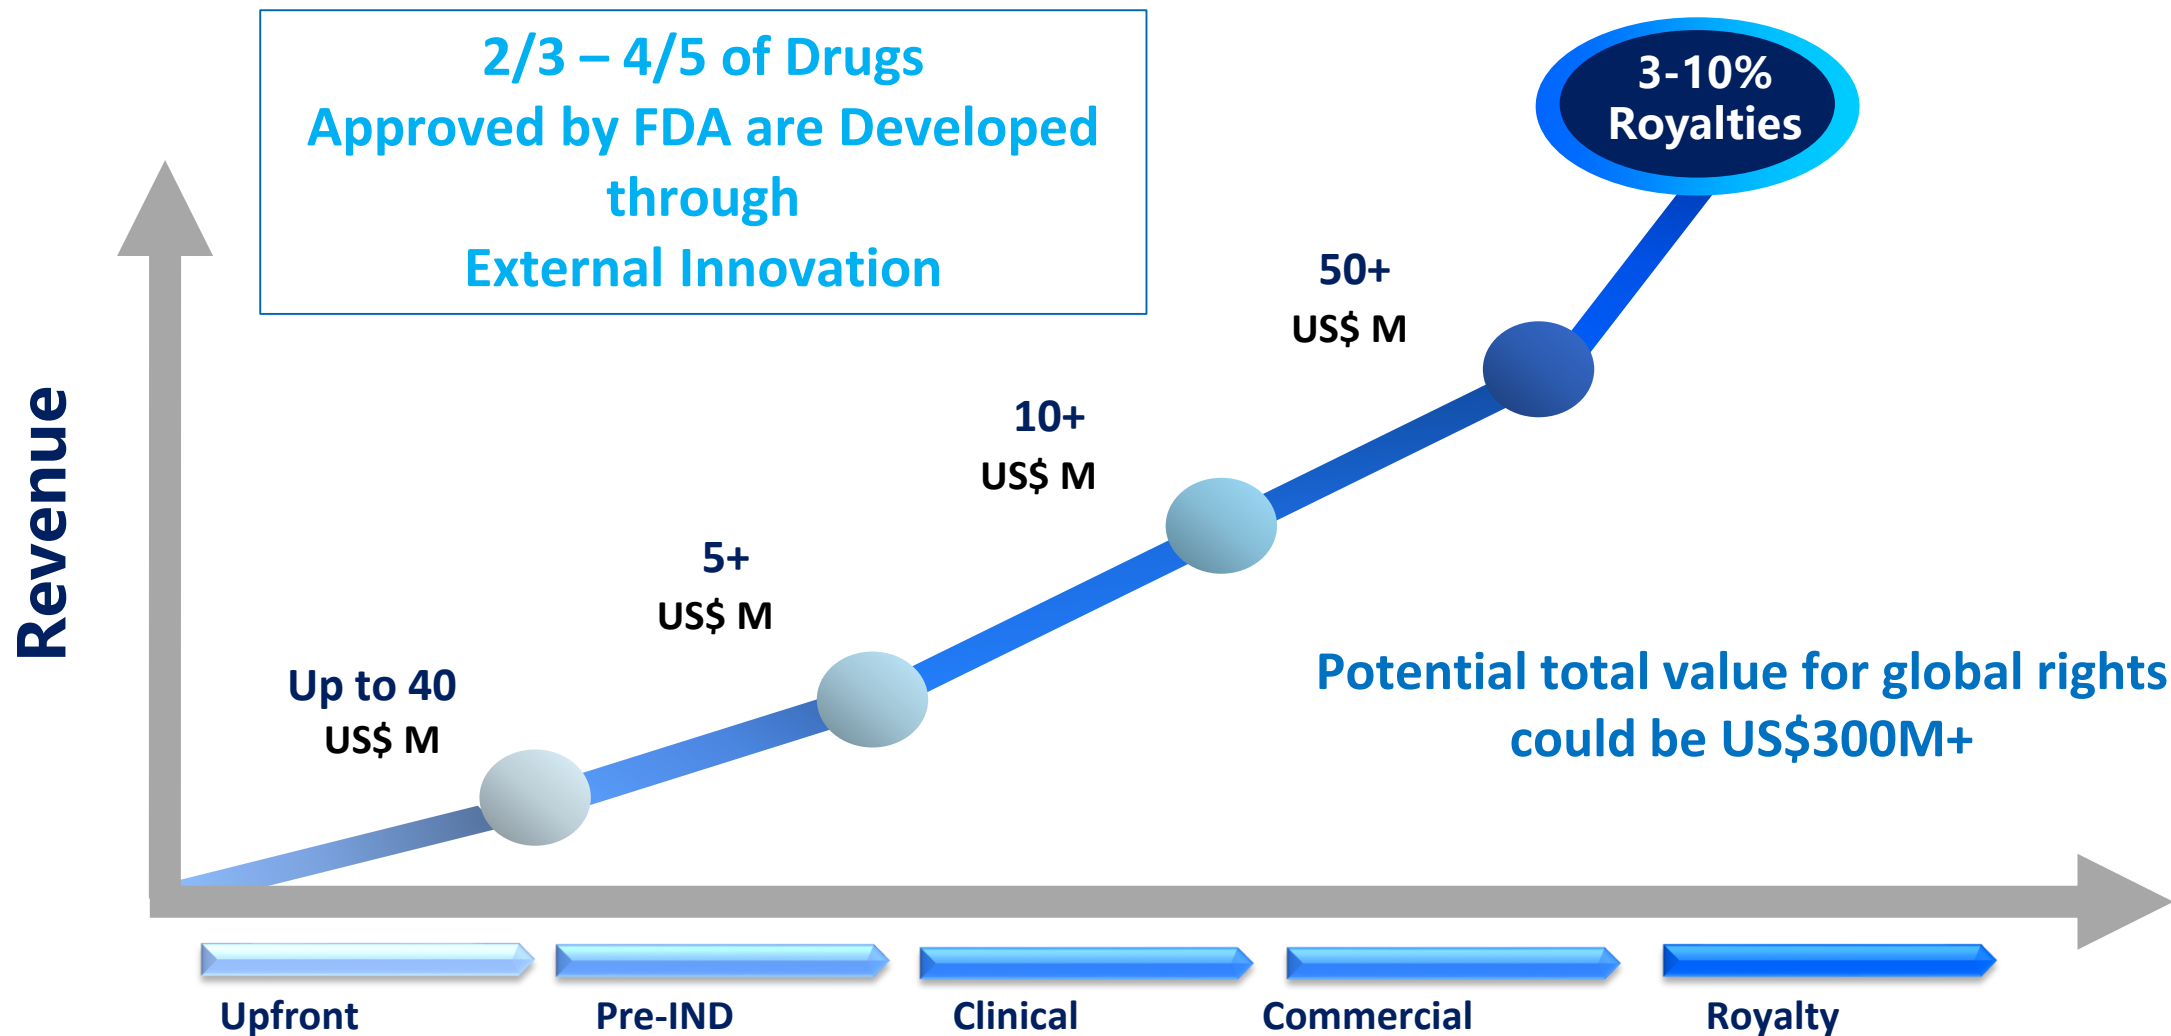 2/3 – 4/5 of Drugs
Approved by FDA are Developed
through
External Innovation
3-10%
Royalties
50+
US$ M
10+
US$ M
5+
US$ M
Up to 40
US$ M
Revenue
Potential total value for global rights
could be US$300M+
Upfront
Pre-IND
Clinical
Commercial
Royalty